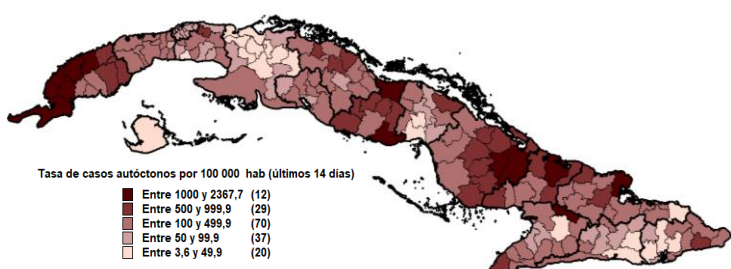 Tasa de casos autóctonos por 100 000 hab (últimos 14 días)
Entre 1000 y 2367,7 (12)
Entre 500 y 999,9 (29)
Entre 100 y 499,9 (70)
Entre 50 y 99,9 (37)
Entre 3,6 y 49,9 (20)